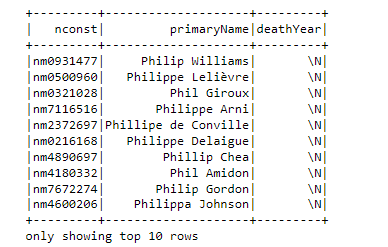 +---------+-------------------+---------+
|   nconst|        primaryName|deathYear|
+---------+-------------------+---------+
|nm0931477|    Philip Williams|       \N|
|nm0500960|  Philippe Lelièvre|       \N|
|nm0321028|        Phil Giroux|       \N|
|nm7116516|      Philippe Arni|       \N|
|nm2372697|Phillipe de Conville|       \N|
|nm0216168|  Philippe Delaigue|       \N|
|nm4890697|       Phillip Chea|       \N|
|nm4180332|        Phil Amidon|       \N|
|nm7672274|      Philip Gordon|       \N|
|nm4600206|   Philippa Johnson|       \N|
+---------+-------------------+---------+
only showing top 10 rows